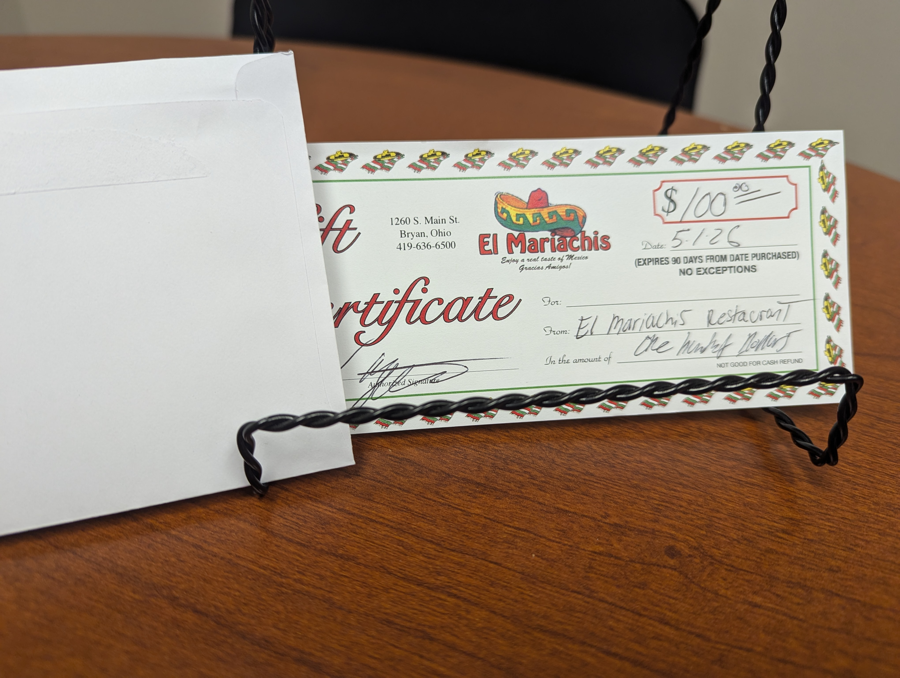 ift
ertificate
1260 S. Main St.
Bryan, Ohio
419-636-6500
El Mariachis
Enjoy a real taste of Mexico
Gracias Amigos!
$100.00
Date: 5-1-26
(EXPIRES 90 DAYS FROM DATE PURCHASED)
NO EXCEPTIONS
For:
From: El Mariachis Restaurant
In the amount of One hundred Dollars
NOT GOOD FOR CASH REFUND
Authorized Signature